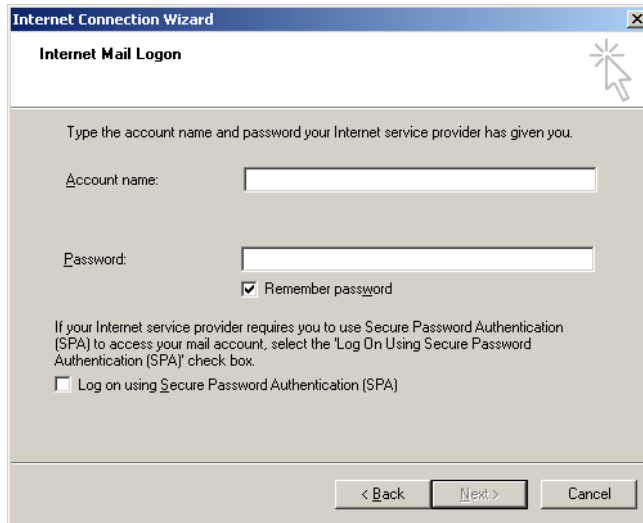 Internet Connection Wizard
Internet Mail Logon
Type the account name and password your Internet service provider has given you.
Account name:
Password:
Remember password
If your Internet service provider requires you to use Secure Password Authentication
(SPA) to access your mail account, select the 'Log On Using Secure Password
Authentication (SPA)' check box.
Log on using Secure Password Authentication (SPA)
< Back Next > Cancel